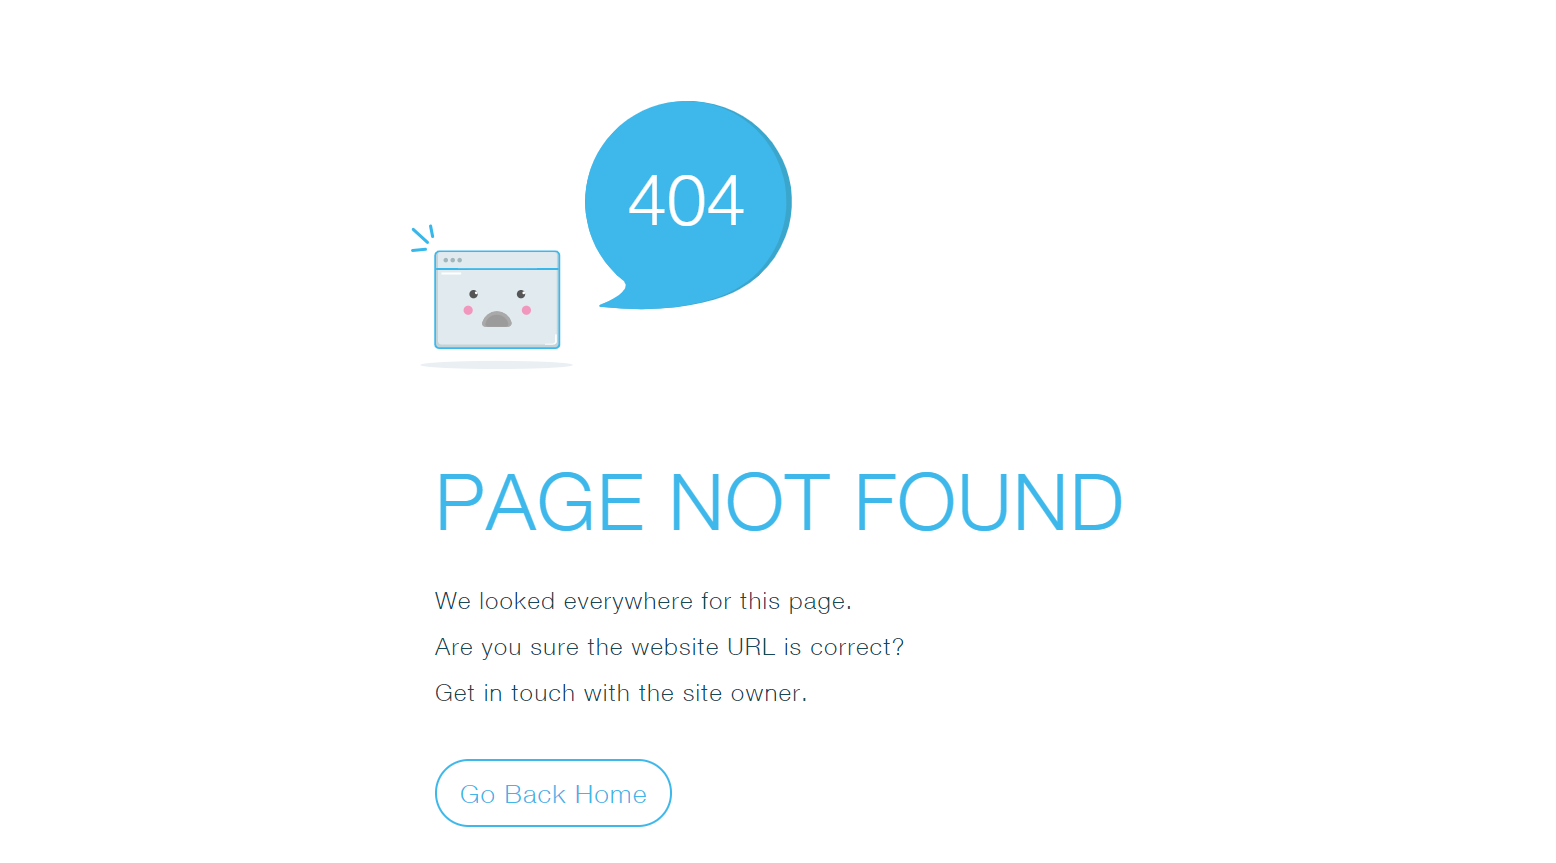 404
PAGE NOT FOUND
We looked everywhere for this page.
Are you sure the website URL is correct?
Get in touch with the site owner.
Go Back Home